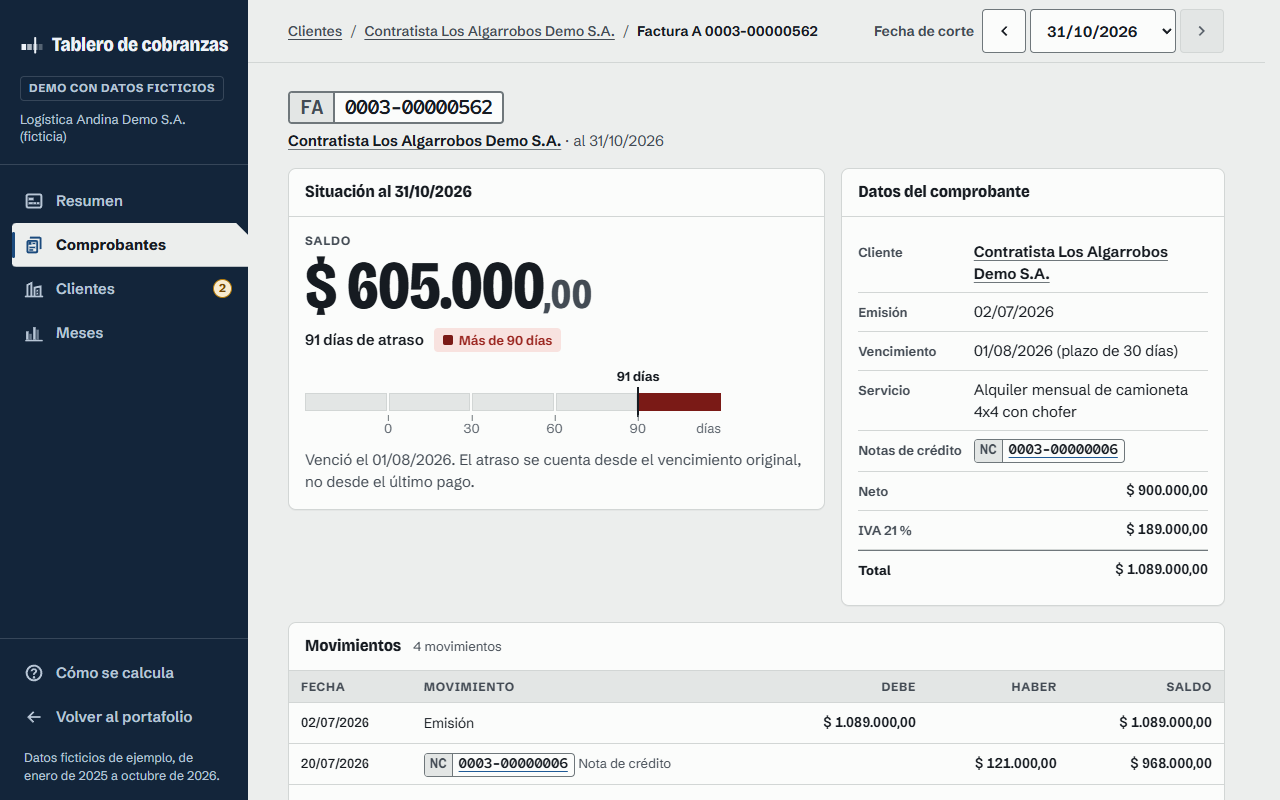 Tablero de cobranzas
DEMO CON DATOS FICTICIOS
Logística Andina Demo S.A.
(ficticia)
Resumen
Comprobantes
Clientes 2
Meses
Cómo se calcula
Volver al portafolio
Datos ficticios de ejemplo, de
enero de 2025 a octubre de 2026.
Clientes / Contratista Los Algarrobos Demo S.A. / Factura A 0003-00000562
Fecha de corte 31/10/2026
FA 0003-00000562
Contratista Los Algarrobos Demo S.A. · al 31/10/2026
Situación al 31/10/2026
SALDO
$ 605.000,00
91 días de atraso Más de 90 días
91 días
0 30 60 90 días
Venció el 01/08/2026. El atraso se cuenta desde el vencimiento original,
no desde el último pago.
Datos del comprobante
Cliente Contratista Los Algarrobos
Demo S.A.
Emisión 02/07/2026
Vencimiento 01/08/2026 (plazo de 30 días)
Servicio Alquiler mensual de camioneta
4x4 con chofer
Notas de crédito NC 0003-00000006
Neto $ 900.000,00
IVA 21 % $ 189.000,00
Total $ 1.089.000,00
Movimientos 4 movimientos
FECHA MOVIMIENTO DEBE HABER SALDO
02/07/2026 Emisión $ 1.089.000,00 $ 1.089.000,00
20/07/2026 NC 0003-00000006 Nota de crédito $ 121.000,00 $ 968.000,00